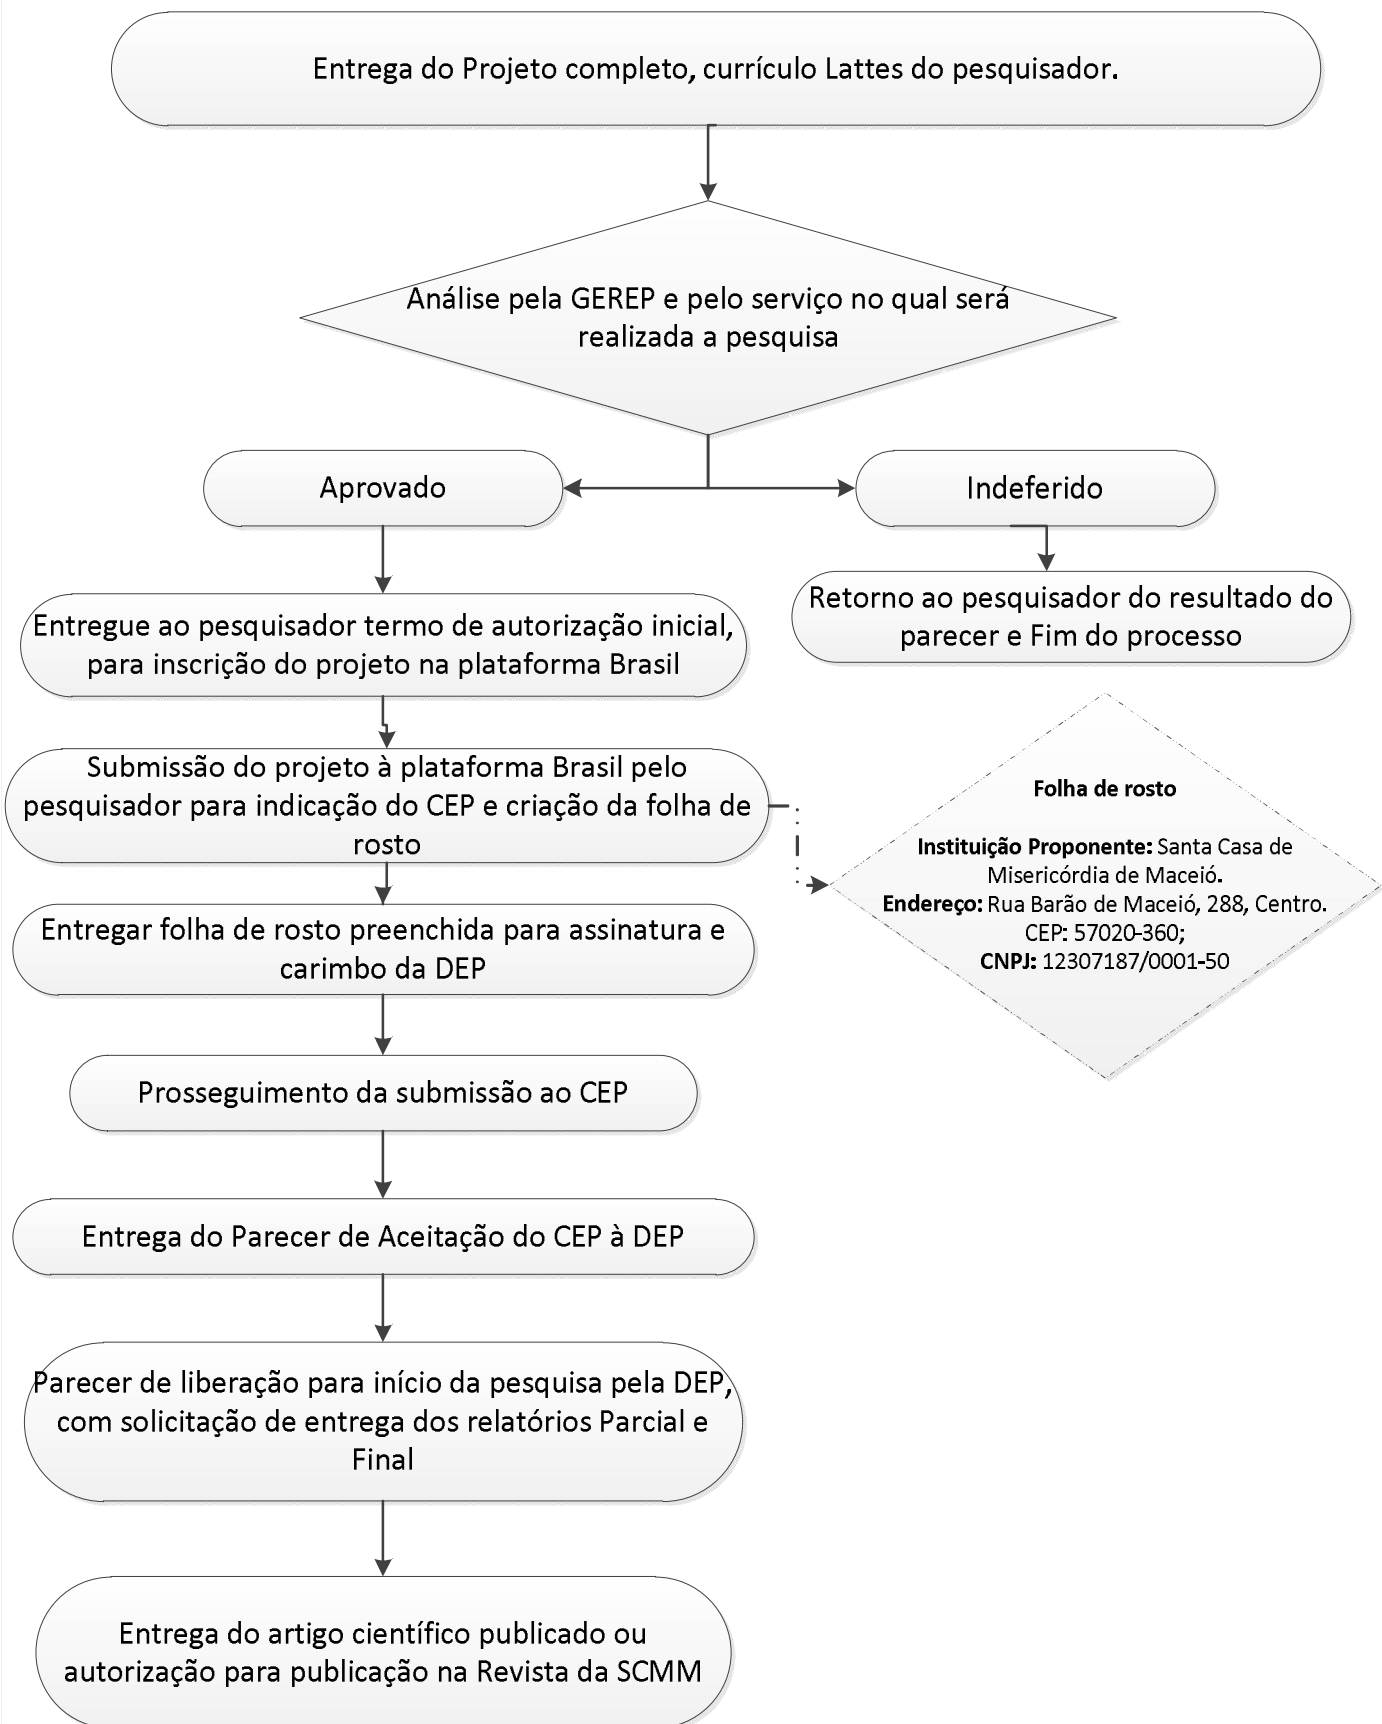 Entrega do Projeto completo, currículo Lattes do pesquisador.
Análise pela GEREP e pelo serviço no qual será
realizada a pesquisa
Aprovado
Indeferido
Entregue ao pesquisador termo de autorização inicial,
para inscrição do projeto na plataforma Brasil
Retorno ao pesquisador do resultado do
parecer e Fim do processo
Submissão do projeto à plataforma Brasil pelo
pesquisador para indicação do CEP e criação da folha de
rosto
Folha de rosto
Instituição Proponente: Santa Casa de
Misericórdia de Maceió.
Endereço: Rua Barão de Maceió, 288, Centro.
CEP: 57020-360;
CNPJ: 12307187/0001-50
Entregar folha de rosto preenchida para assinatura e
carimbo da DEP
Prosseguimento da submissão ao CEP
Entrega do Parecer de Aceitação do CEP à DEP
Parecer de liberação para início da pesquisa pela DEP,
com solicitação de entrega dos relatórios Parcial e
Final
Entrega do artigo científico publicado ou
autorização para publicação na Revista da SCMM